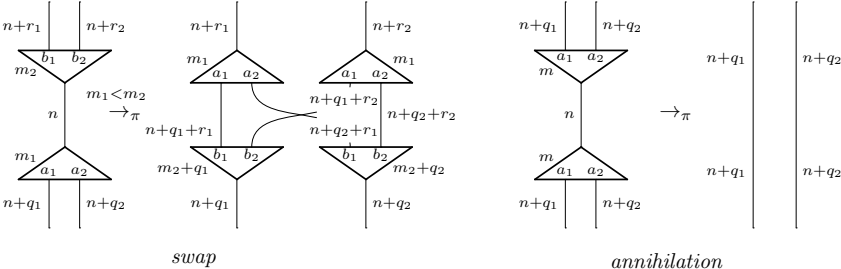 n+r₁ n+r₂ n+r₁ n+r₂ n+q₁ n+q₂
b₁ b₂ m₁ m₁ a₁ a₂
m₂ a₁ a₂ a₁ a₂ m n+q₁ n+q₂
m₁<m₂ n+q₁+r₂
n →π n+q₂+r₂ n →π
n+q₁+r₁ n+q₂+r₁
m₁ b₁ b₂ b₁ b₂ m
a₁ a₂ m₂+q₁ m₂+q₂ a₁ a₂ n+q₁ n+q₂
n+q₁ n+q₂ n+q₁ n+q₂ n+q₁ n+q₂
swap annihilation